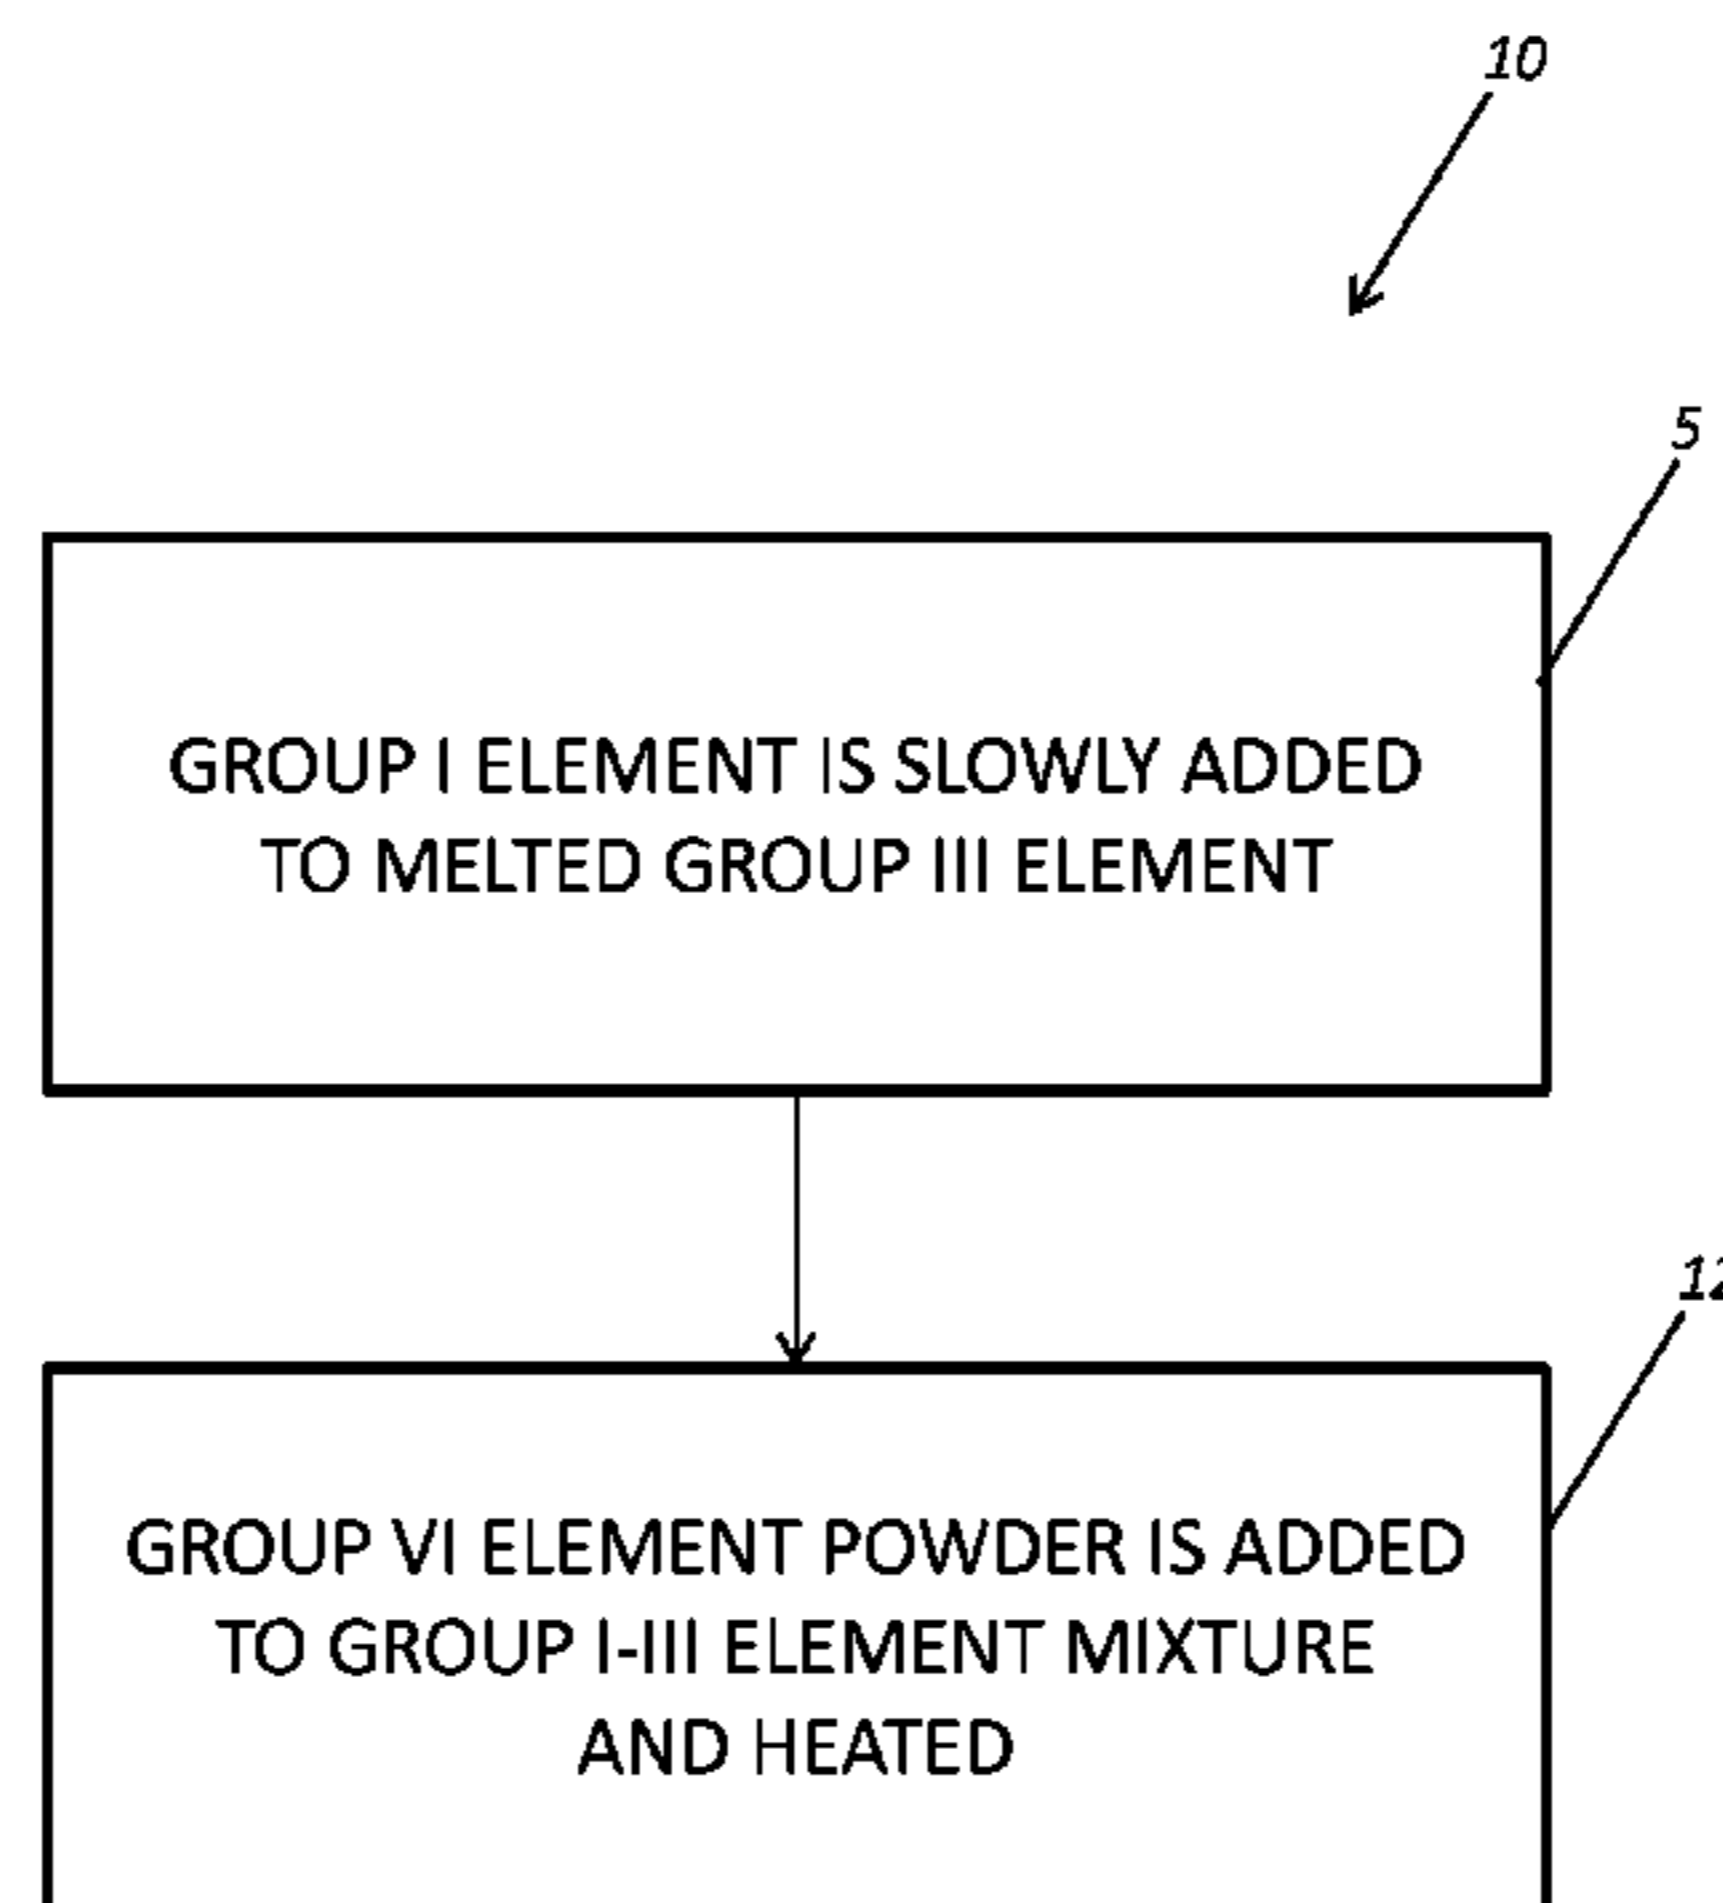 10
5
GROUP I ELEMENT IS SLOWLY ADDED
TO MELTED GROUP III ELEMENT
12
GROUP VI ELEMENT POWDER IS ADDED
TO GROUP I-III ELEMENT MIXTURE
AND HEATED